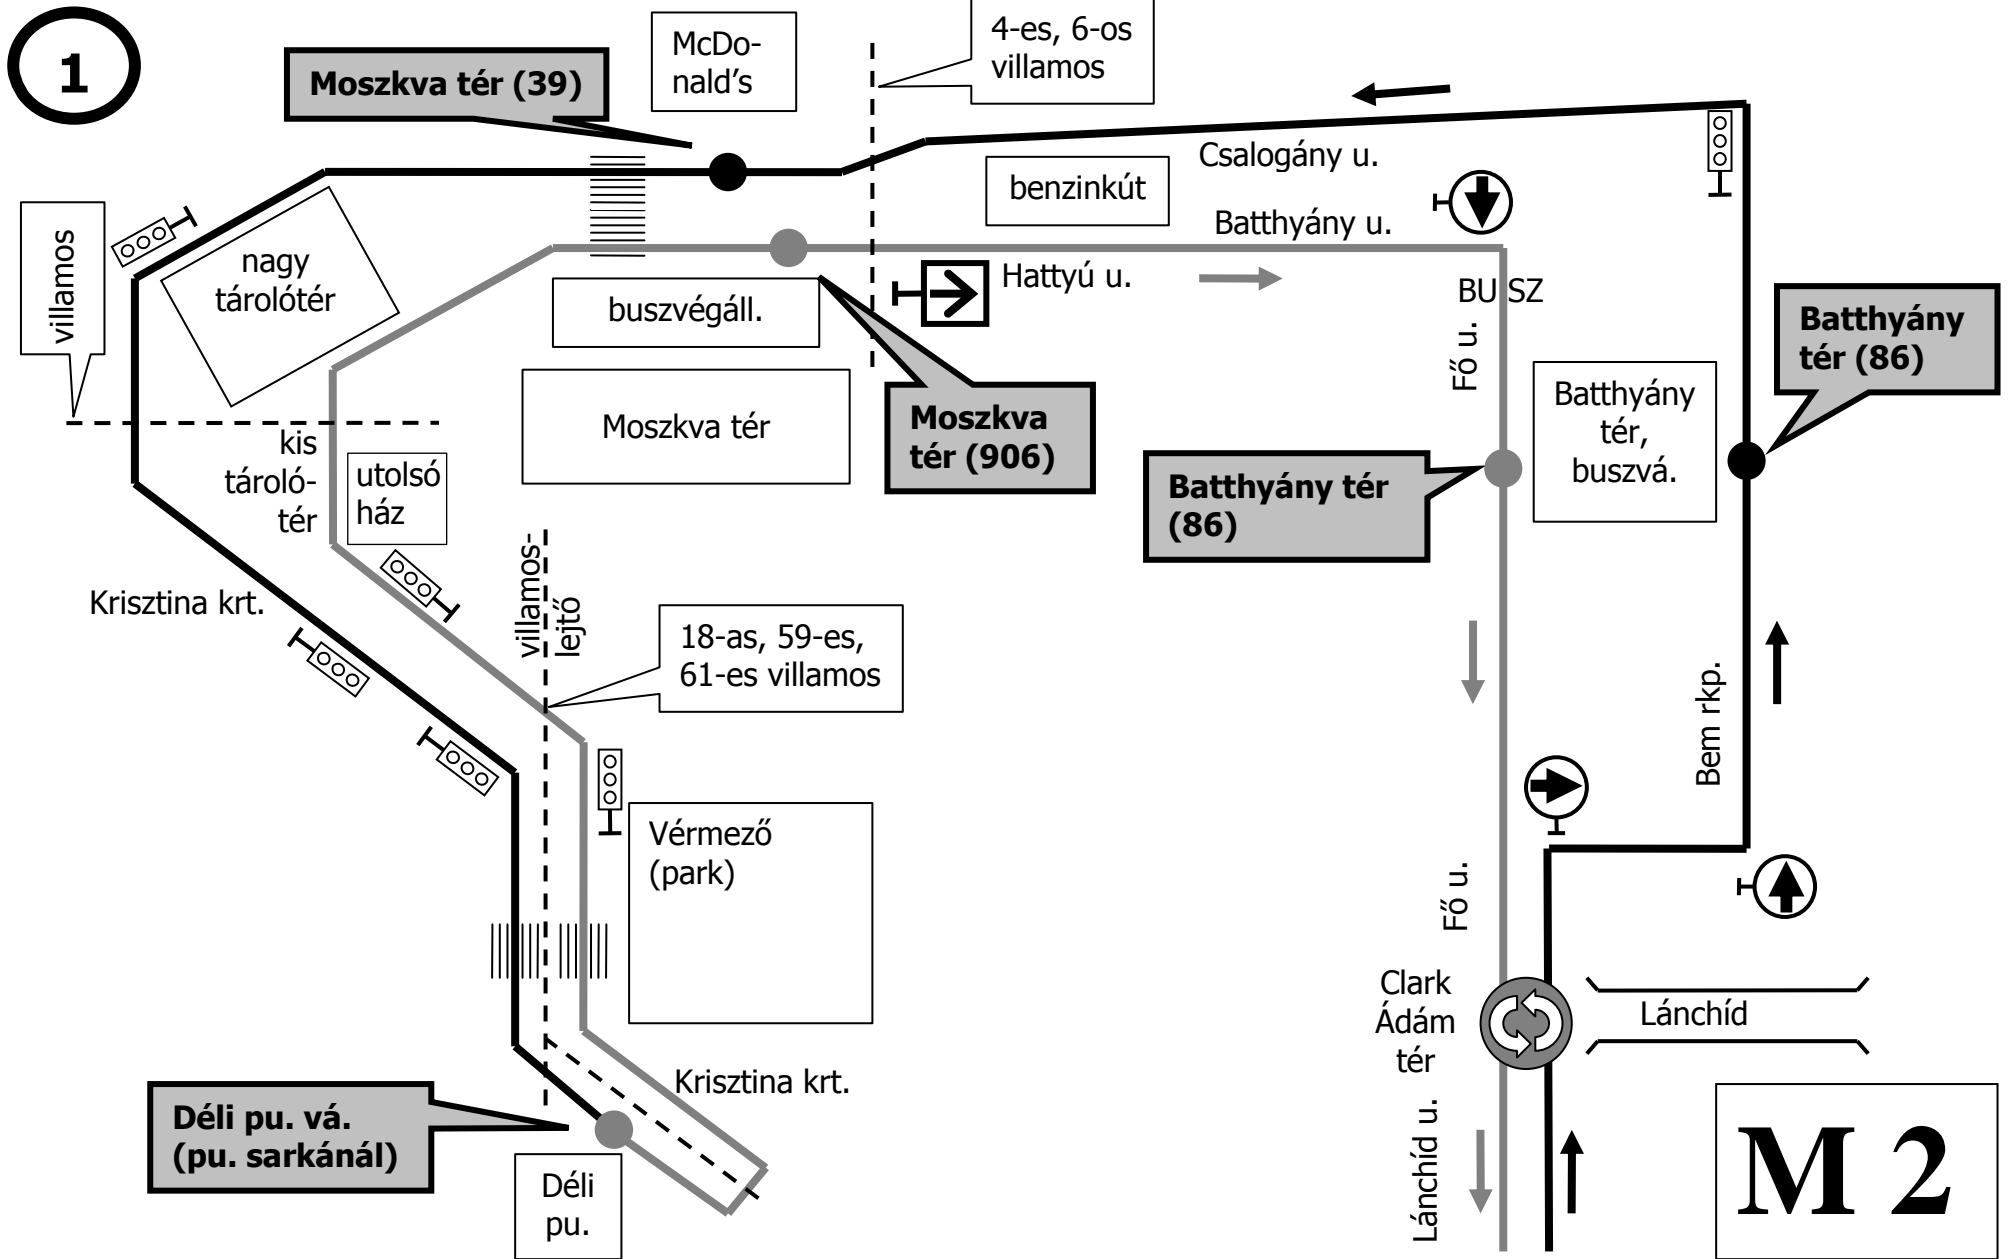 1
Moszkva tér (39)
McDo-
nald's
4-es, 6-os
villamos
Csalogány u.
benzinkút
Batthyány u.
villamos
nagy
tárolótér
Hattyú u.
buszvégáll.
BUSZ
Fő u.
Batthyány
tér (86)
Moszkva tér
Moszkva
tér (906)
Batthyány
tér,
buszvá.
kis
tároló-
tér
utolsó
ház
Batthyány tér
(86)
villamos-
lejtő
Krisztina krt.
18-as, 59-es,
61-es villamos
Bem rkp.
Vérmező
(park)
Fő u.
Clark
Ádám
tér
Lánchíd
Krisztina krt.
Déli pu. vá.
(pu. sarkánál)
Lánchíd u.
Déli
pu.
M 2